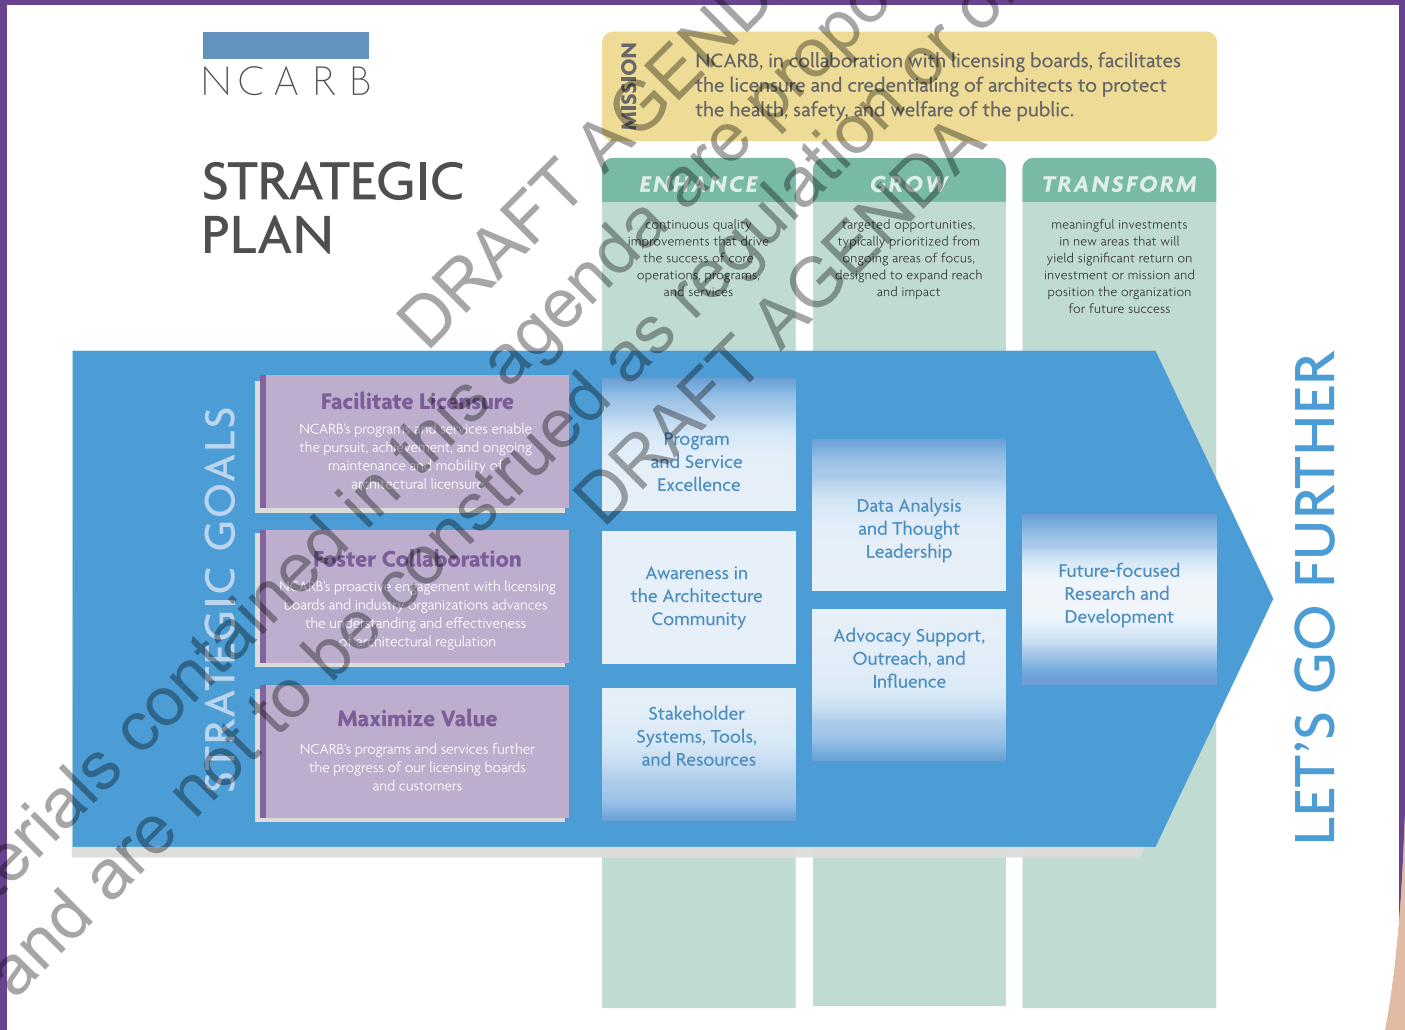 NCARB
STRATEGIC
PLAN
MISSION
NCARB, in collaboration with licensing boards, facilitates
the licensure and credentialing of architects to protect
the health, safety, and welfare of the public.
ENHANCE
continuous quality
improvements that drive
the success of core
operations, programs,
and services
GROW
targeted opportunities,
typically prioritized from
ongoing areas of focus,
designed to expand reach
and impact
TRANSFORM
meaningful investments
in new areas that will
yield significant return on
investment or mission and
position the organization
for future success
STRATEGIC GOALS
Facilitate Licensure
NCARB's programs and services enable
the pursuit, achievement, and ongoing
maintenance and mobility of
architectural licensure
Foster Collaboration
NCARB's proactive engagement with licensing
boards and industry organizations advances
the understanding and effectiveness
of architectural regulation
Maximize Value
NCARB's programs and services further
the progress of our licensing boards
and customers
Program
and Service
Excellence
Awareness in
the Architecture
Community
Stakeholder
Systems, Tools,
and Resources
Data Analysis
and Thought
Leadership
Advocacy Support,
Outreach, and
Influence
Future-focused
Research and
Development
LET'S GO FURTHER
DRAFT AGENDA
contained in this agenda are
and are not to be construed as regulation or
DRAFT AGENDA